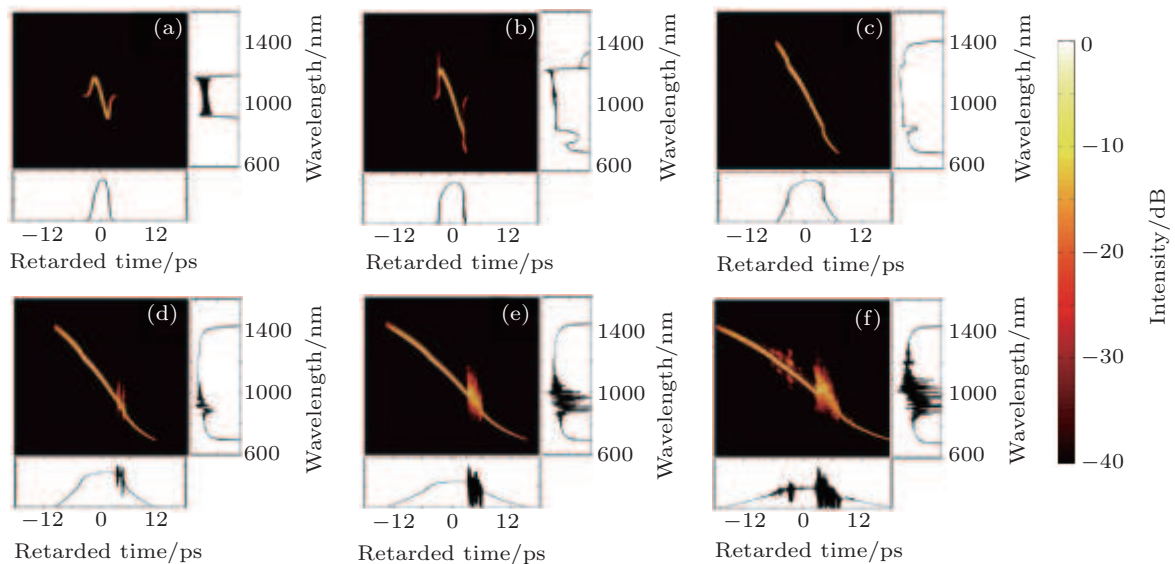 (a)
1400
1000
600
Wavelength/nm
−12 0 12
Retarded time/ps
(b)
1400
1000
600
Wavelength/nm
−12 0 12
Retarded time/ps
(c)
1400
1000
600
Wavelength/nm
−12 0 12
Retarded time/ps
(d)
1400
1000
600
Wavelength/nm
−12 0 12
Retarded time/ps
(e)
1400
1000
600
Wavelength/nm
−12 0 12
Retarded time/ps
(f)
1400
1000
600
Wavelength/nm
−12 0 12
Retarded time/ps
0
−10
−20
−30
−40
Intensity/dB